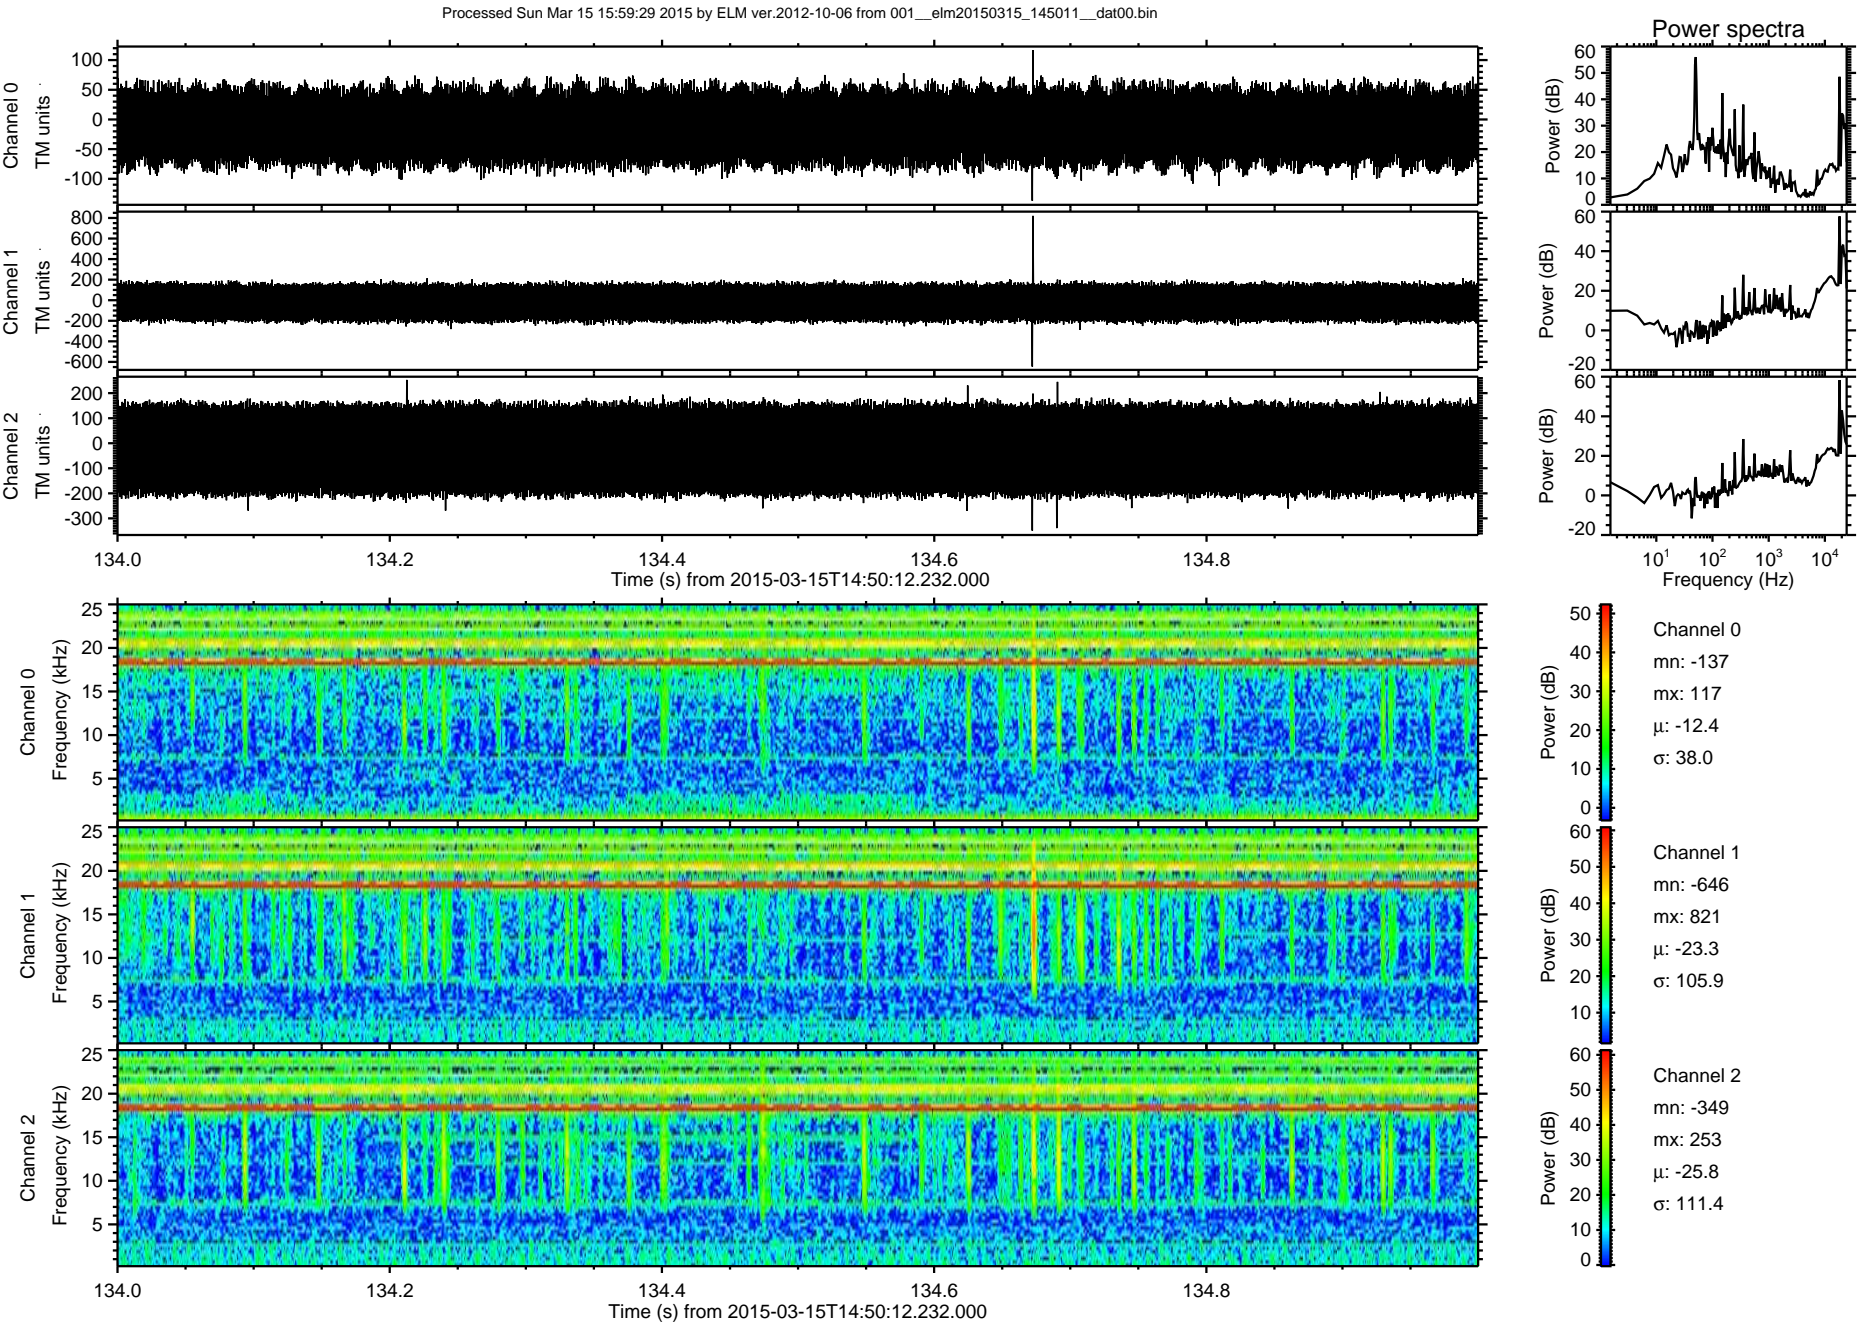 Processed Sun Mar 15 15:59:29 2015 by ELM ver.2012-10-06 from 001__elm20150315_145011__dat00.bin
Power spectra
Channel 0
TM units
100
50
0
-50
-100
Power (dB)
60
50
40
30
20
10
0
Channel 1
TM units
800
600
400
200
0
-200
-400
-600
Power (dB)
60
40
20
0
-20
Channel 2
TM units
200
100
0
-100
-200
-300
Power (dB)
60
40
20
0
-20
134.0 134.2 134.4 134.6 134.8
Time (s) from 2015-03-15T14:50:12.232.000
10^1 10^2 10^3 10^4
Frequency (Hz)
Channel 0
Frequency (kHz)
25
20
15
10
5
Power (dB)
50
40
30
20
10
0
Channel 0
mn: -137
mx: 117
μ: -12.4
σ: 38.0
Channel 1
Frequency (kHz)
25
20
15
10
5
Power (dB)
60
50
40
30
20
10
Channel 1
mn: -646
mx: 821
μ: -23.3
σ: 105.9
Channel 2
Frequency (kHz)
25
20
15
10
5
Power (dB)
60
50
40
30
20
10
0
Channel 2
mn: -349
mx: 253
μ: -25.8
σ: 111.4
134.0 134.2 134.4 134.6 134.8
Time (s) from 2015-03-15T14:50:12.232.000